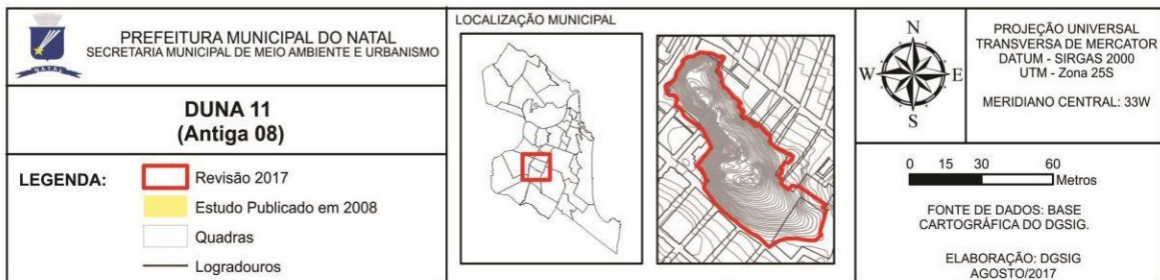 NATAL
PREFEITURA MUNICIPAL DO NATAL
SECRETARIA MUNICIPAL DE MEIO AMBIENTE E URBANISMO
DUNA 11
(Antiga 08)
LEGENDA:
Revisão 2017
Estudo Publicado em 2008
Quadras
Logradouros
LOCALIZAÇÃO MUNICIPAL
N
W E
S
PROJEÇÃO UNIVERSAL
TRANSVERSA DE MERCATOR
DATUM - SIRGAS 2000
UTM - Zona 25S
MERIDIANO CENTRAL: 33W
0 15 30 60
Metros
FONTE DE DADOS: BASE
CARTOGRÁFICA DO DGSIG.
ELABORAÇÃO: DGSIG
AGOSTO/2017